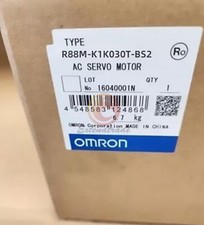 TYPE
R88M-K1K030T-BS2
AC SERVO MOTOR
Ro
LOT QTY
No 16040001N 1
4 548583 124868
6.7 kg
OMRON Corporation MADE IN CHINA
OMRON